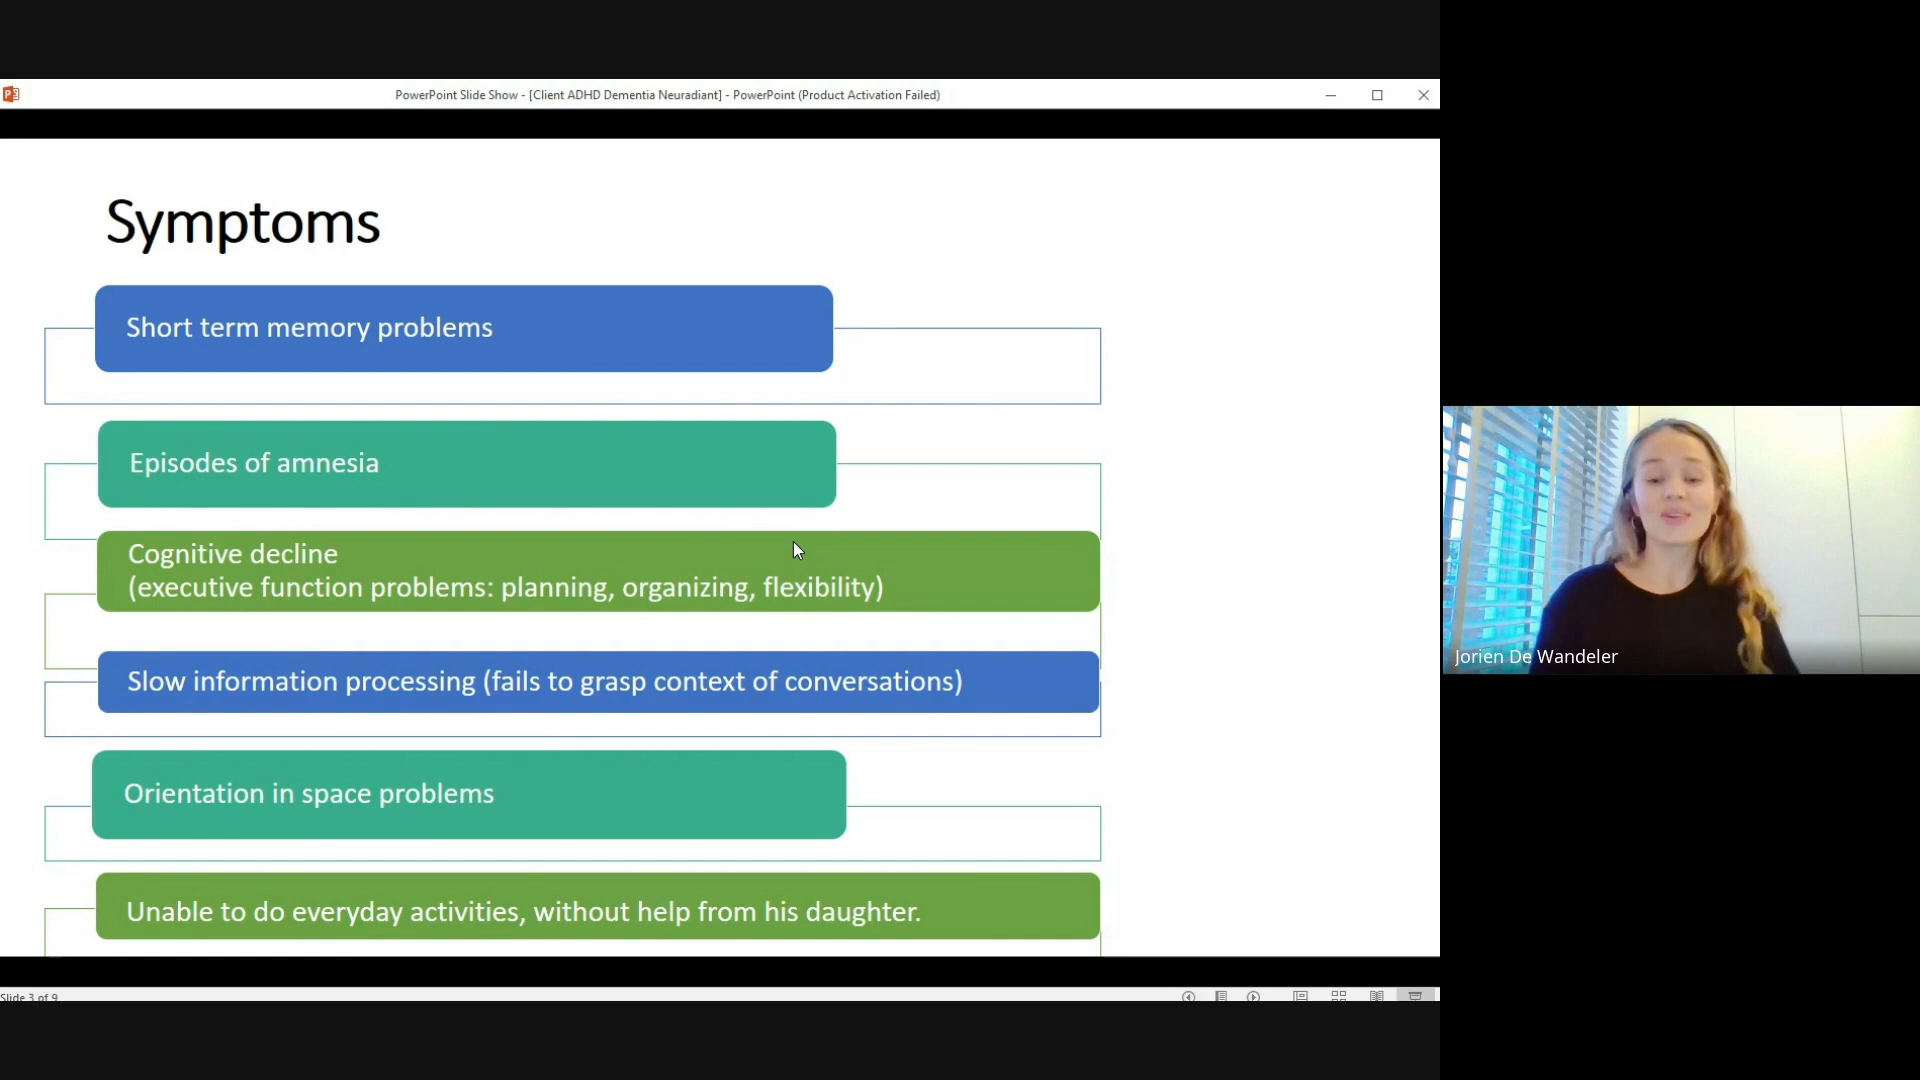 PowerPoint Slide Show - [Client ADHD Dementia Neuradiant] - PowerPoint (Product Activation Failed)
Symptoms
Short term memory problems
Episodes of amnesia
Cognitive decline
(executive function problems: planning, organizing, flexibility)
Slow information processing (fails to grasp context of conversations)
Orientation in space problems
Unable to do everyday activities, without help from his daughter.
Slide 3 of 9
Jorien De Wandeler